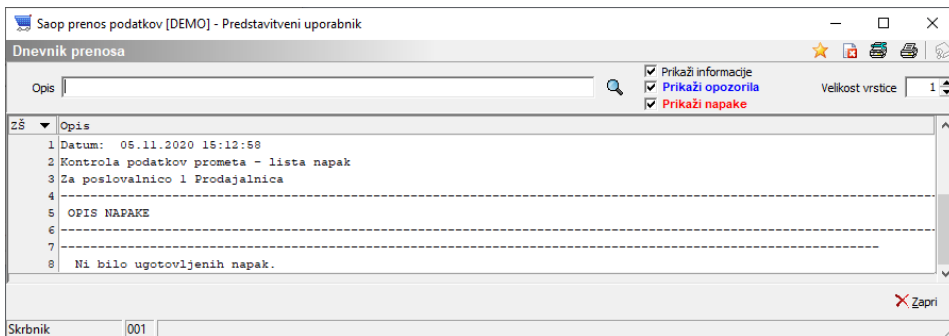 Saop prenos podatkov [DEMO] - Predstavitveni uporabnik
Dnevnik prenosa
Opis
Prikaži informacije
Prikaži opozorila
Prikaži napake
Velikost vrstice 1
ZŠ Opis
1 Datum: 05.11.2020 15:12:58
2 Kontrola podatkov prometa - lista napak
3 Za poslovalnico 1 Prodajalnica
4 ------------------------------------------------------------------------------------------------
5 OPIS NAPAKE
6 ------------------------------------------------------------------------------------------------
7 ------------------------------------------------------------------------------------------
8 Ni bilo ugotovljenih napak.
Zapri
Skrbnik 001